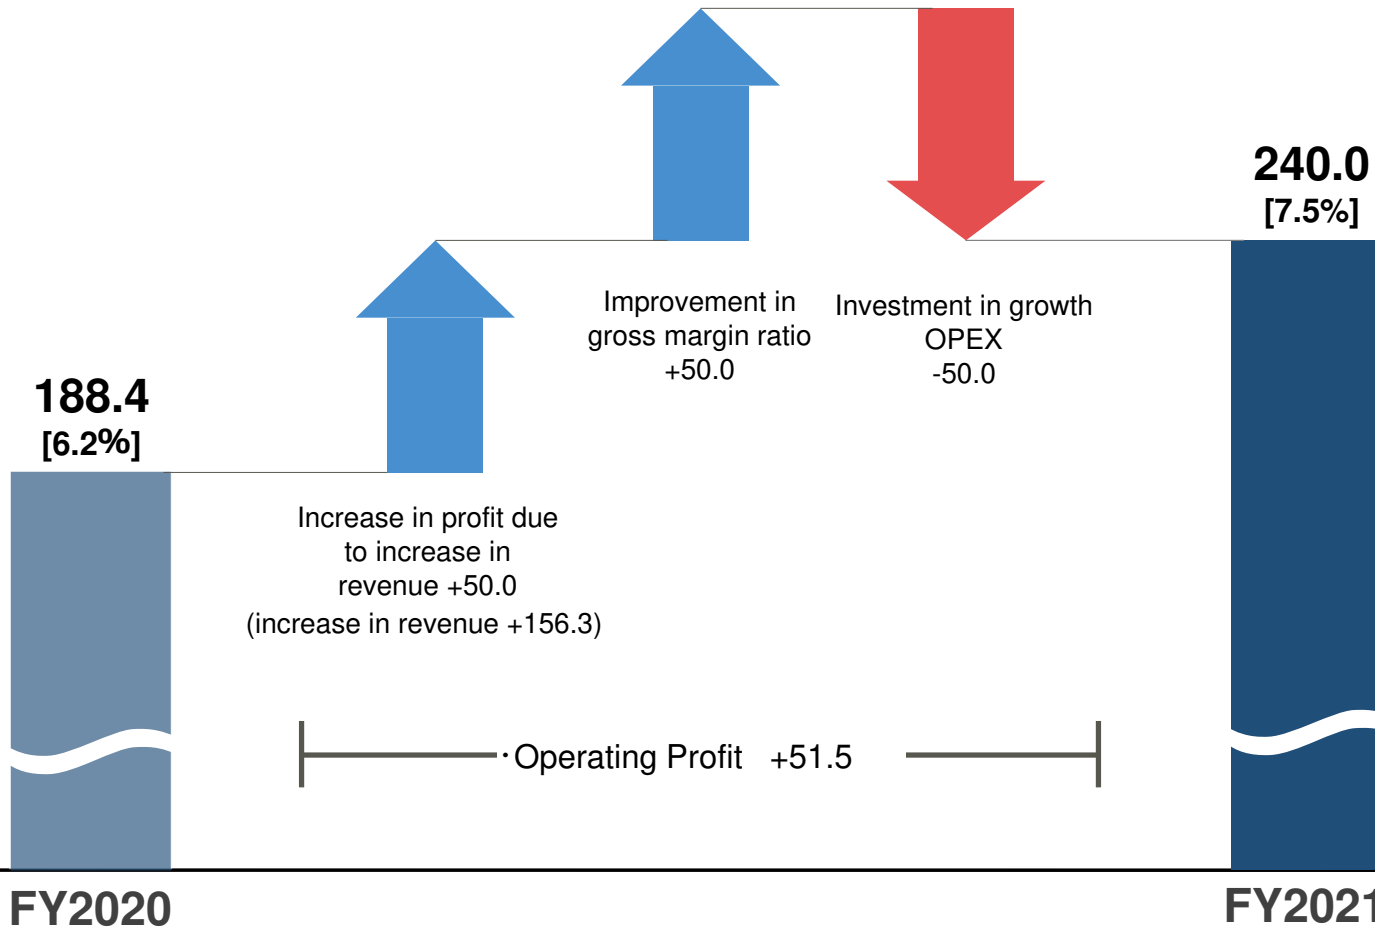 240.0
[7.5%]
Improvement in
gross margin ratio
+50.0
Investment in growth
OPEX
-50.0
188.4
[6.2%]
Increase in profit due
to increase in
revenue +50.0
(increase in revenue +156.3)
・Operating Profit +51.5
FY2020
FY2021